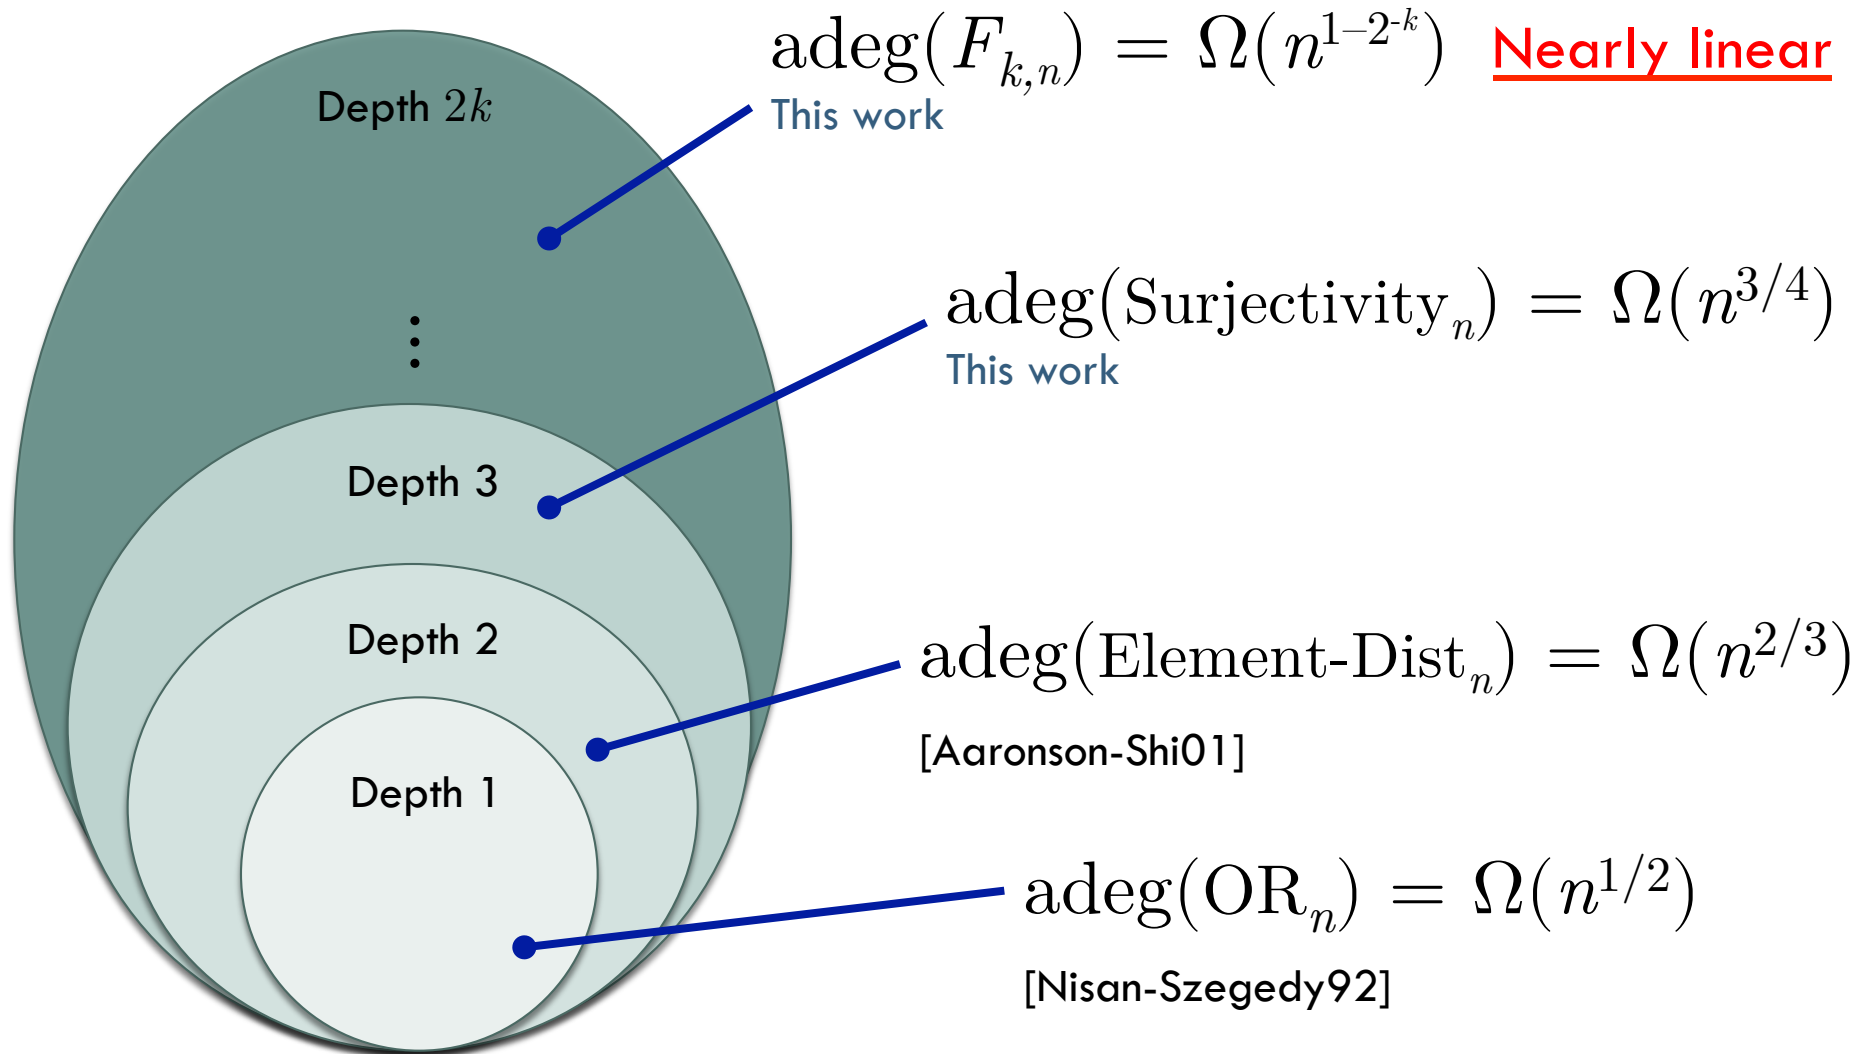 adeg(F_{k,n}) = Ω(n^{1–2^{-k}}) Nearly linear
This work
Depth 2k
⋮
adeg(Surjectivity_n) = Ω(n^{3/4})
This work
Depth 3
Depth 2
adeg(Element-Dist_n) = Ω(n^{2/3})
[Aaronson-Shi01]
Depth 1
adeg(OR_n) = Ω(n^{1/2})
[Nisan-Szegedy92]